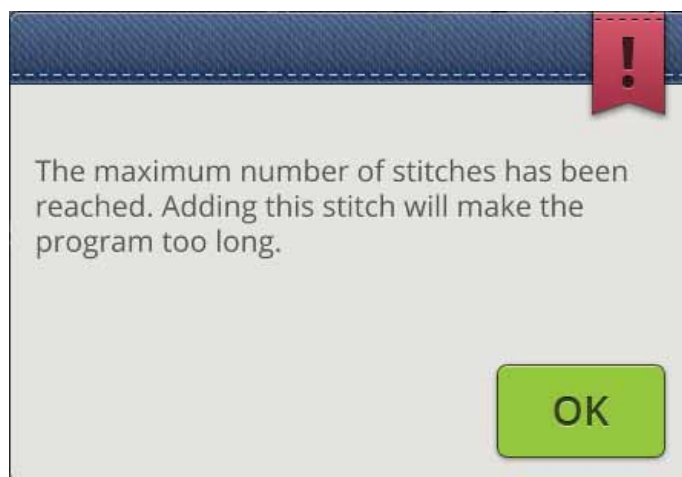 !
The maximum number of stitches has been
reached. Adding this stitch will make the
program too long.
OK